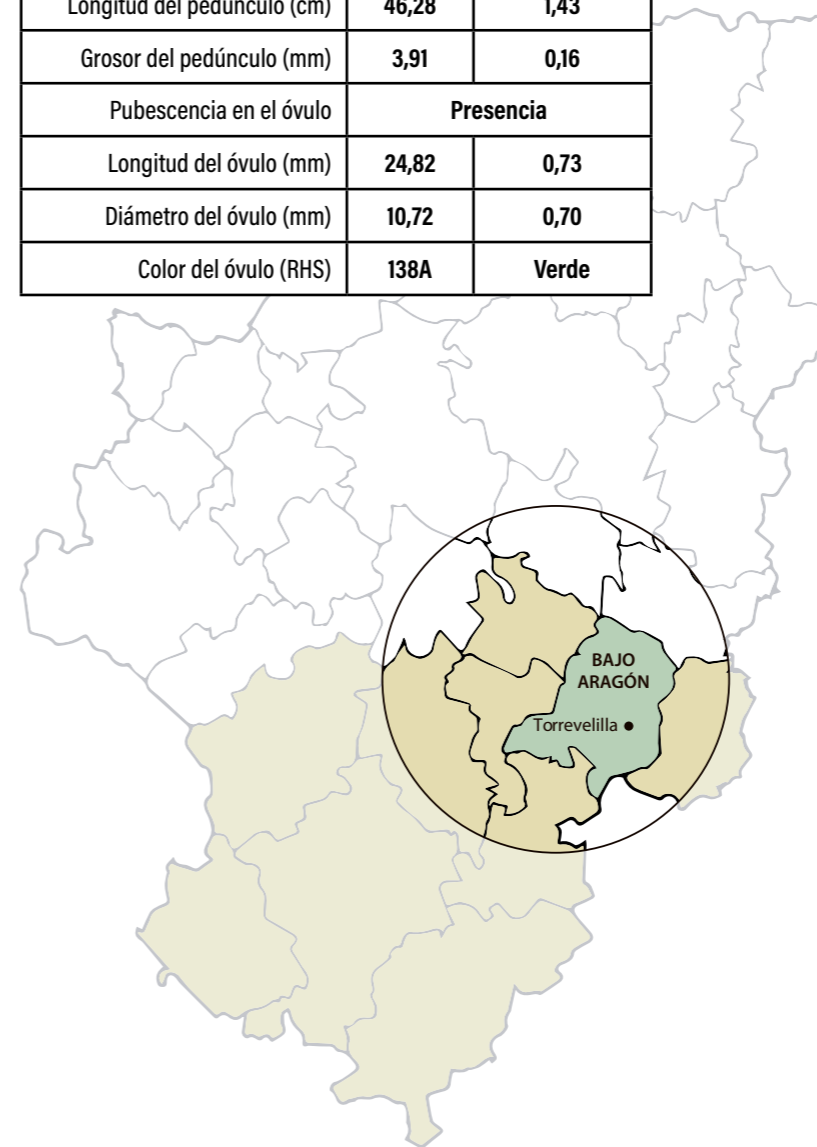 Longitud del pedúnculo (cm) 46,28 1,43
Grosor del pedúnculo (mm) 3,91 0,16
Pubescencia en el óvulo Presencia
Longitud del óvulo (mm) 24,82 0,73
Diámetro del óvulo (mm) 10,72 0,70
Color del óvulo (RHS) 138A Verde
BAJO
ARAGÓN
Torrevelilla